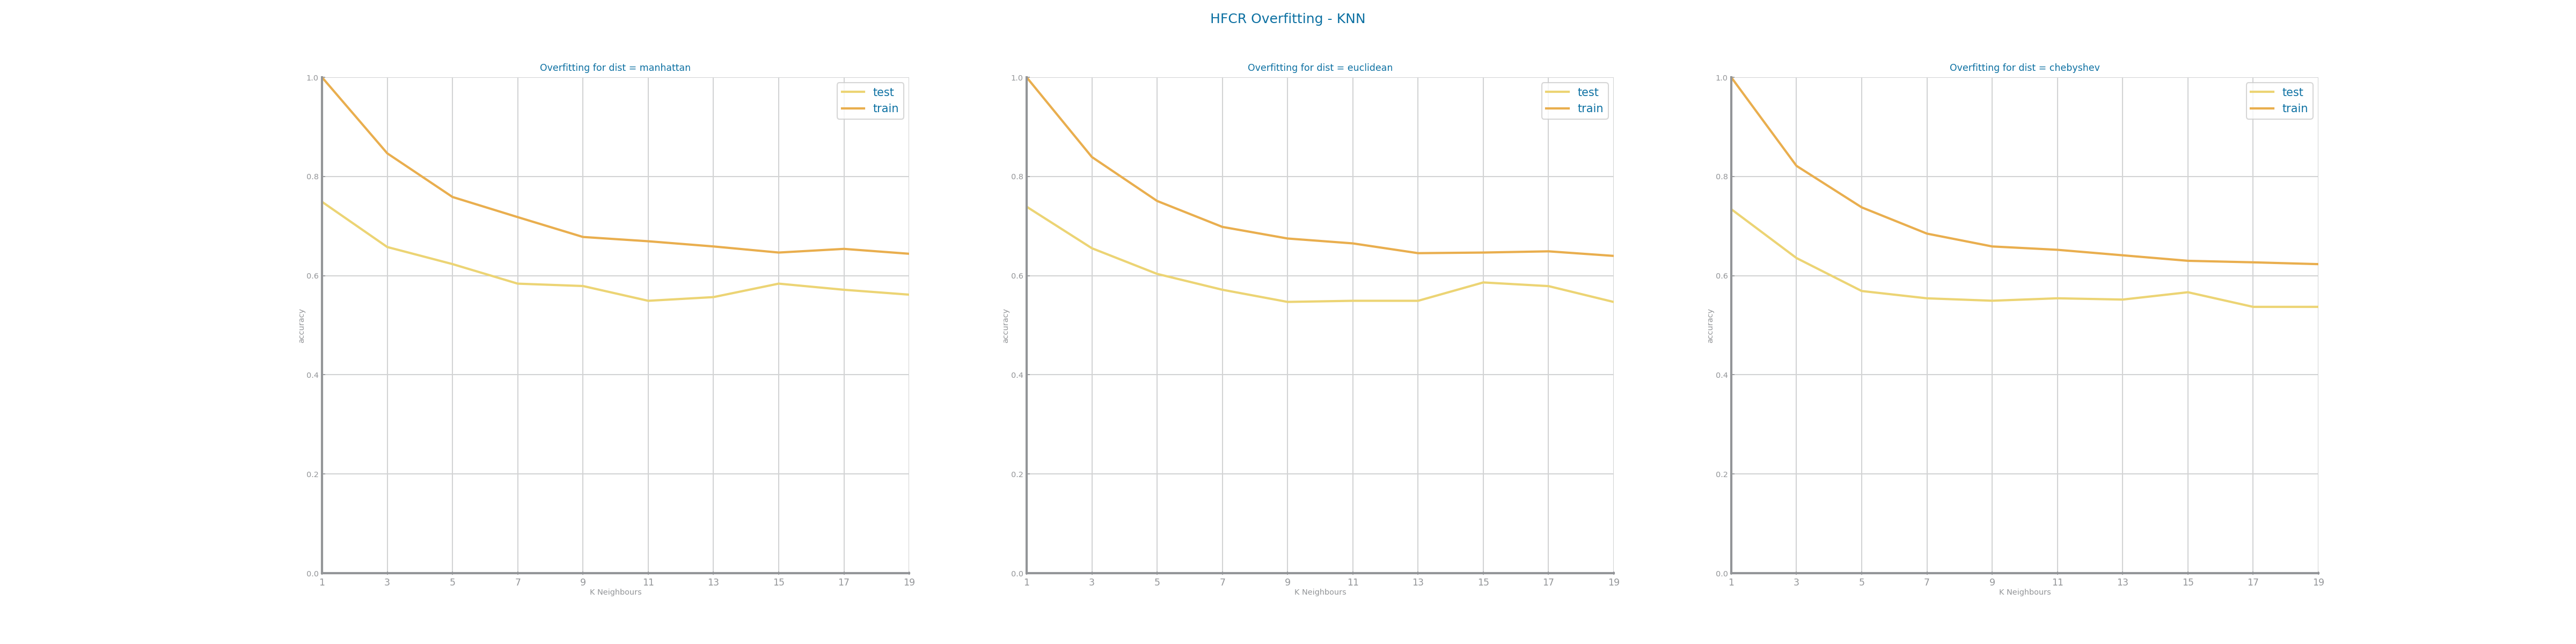 HFCR Overfitting - KNN
Overfitting for dist = manhattan
1.0
0.8
0.6
0.4
0.2
0.0
accuracy
test
train
1 3 5 7 9 11 13 15 17 19
K Neighbours
Overfitting for dist = euclidean
1.0
0.8
0.6
0.4
0.2
0.0
accuracy
test
train
1 3 5 7 9 11 13 15 17 19
K Neighbours
Overfitting for dist = chebyshev
1.0
0.8
0.6
0.4
0.2
0.0
accuracy
test
train
1 3 5 7 9 11 13 15 17 19
K Neighbours